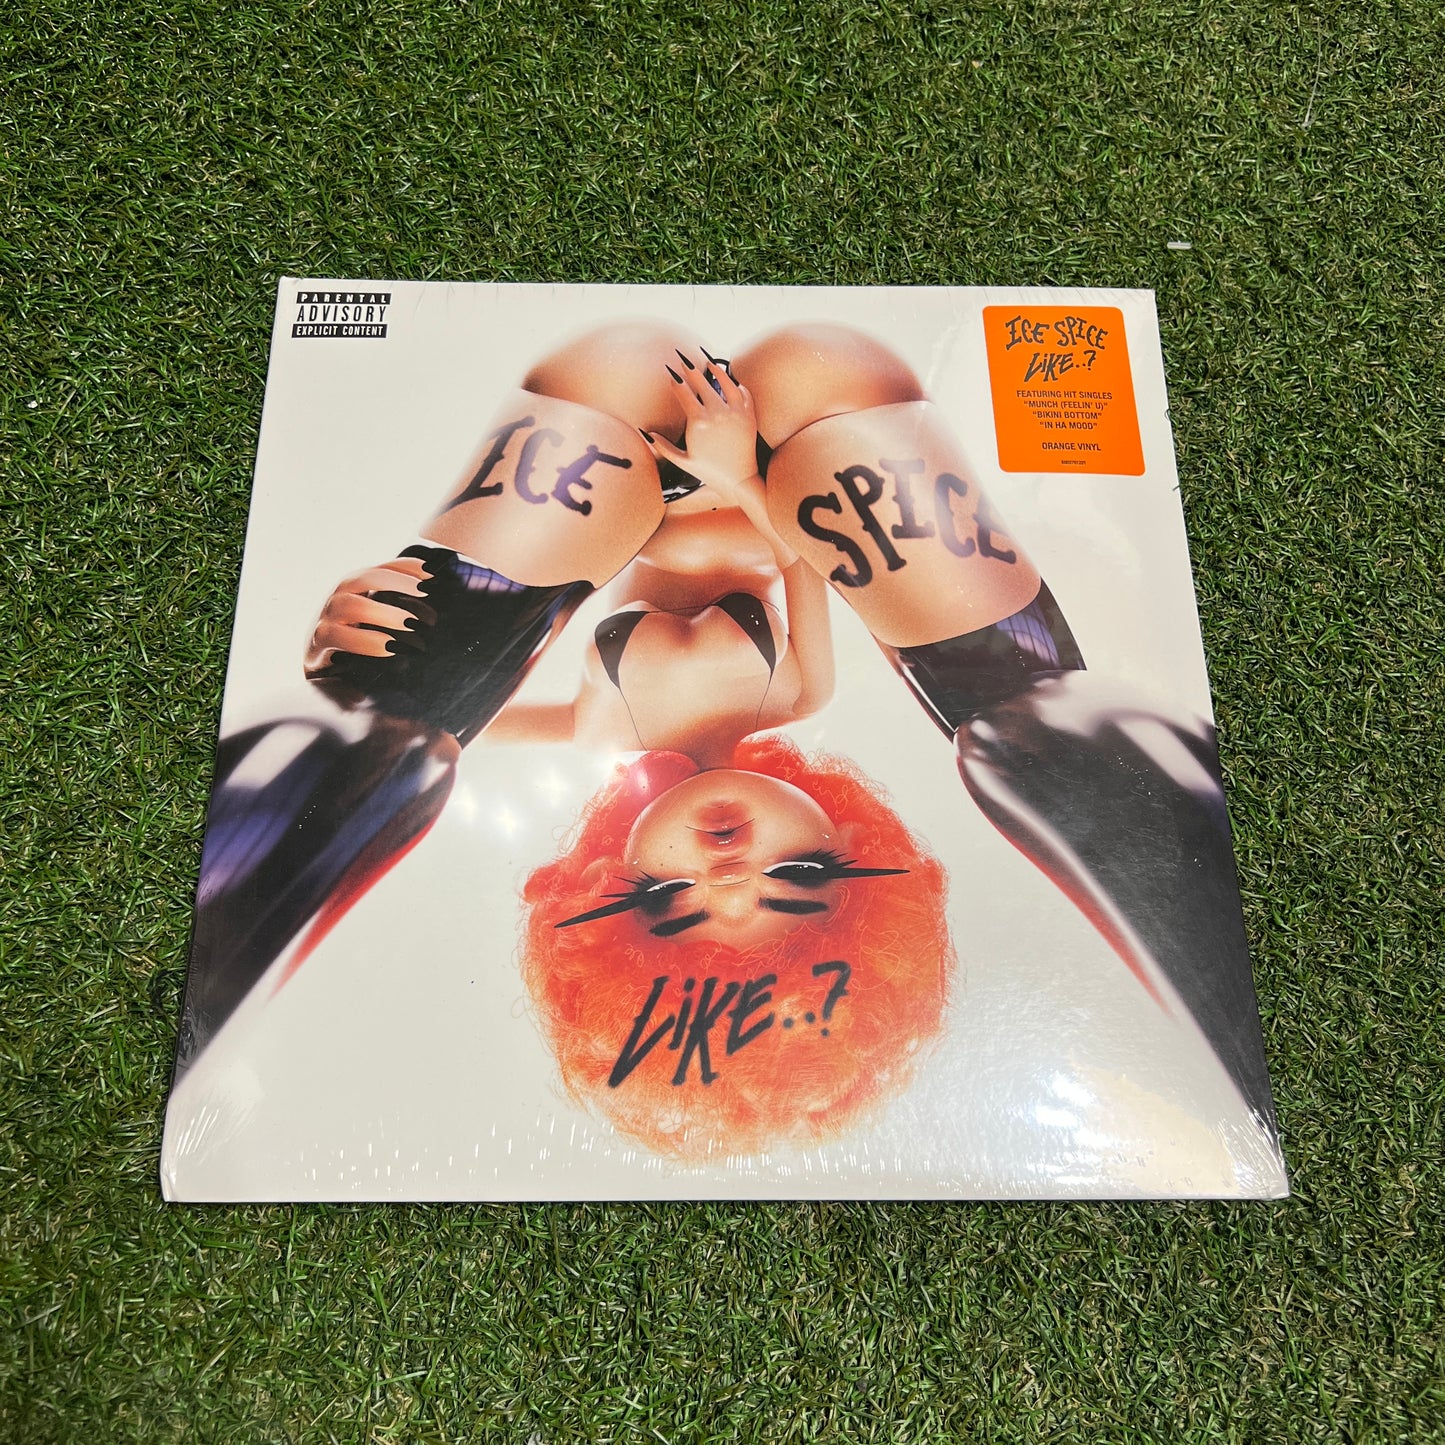 PARENTAL
ADVISORY
EXPLICIT CONTENT
ICE SPICE
LIKE..?
FEATURING HIT SINGLES
"MUNCH (FEELIN' U)"
"BIKINI BOTTOM"
"IN HA MOOD"
ORANGE VINYL
ICE
SPICE
LIKE..?